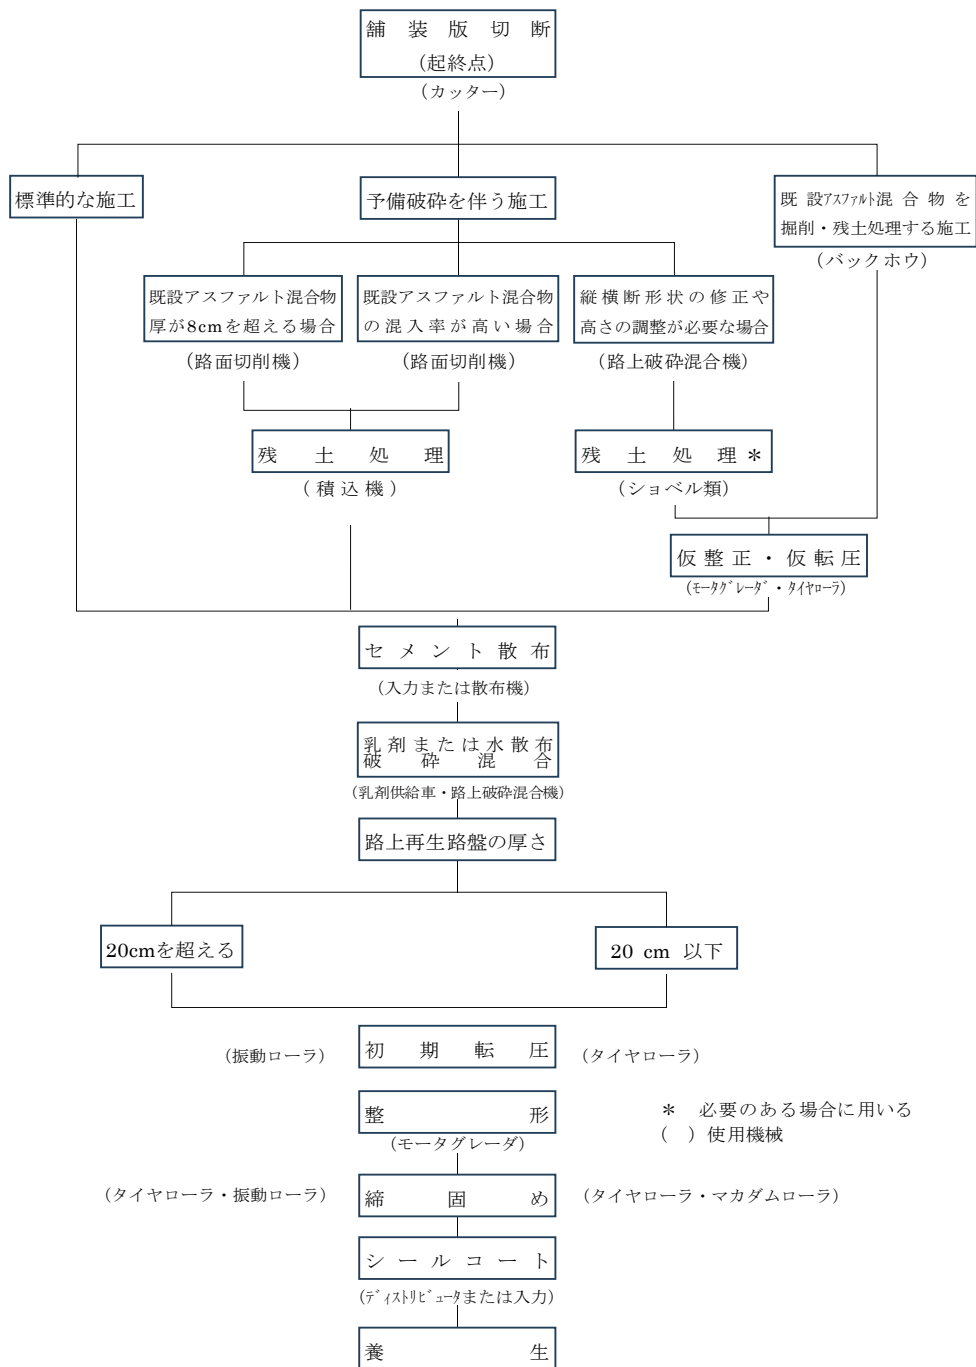 舗装版切断
(起終点)
(カッター)
標準的な施工
予備破砕を伴う施工
既設アスファルト混合物を
掘削・残土処理する施工
(バックホウ)
既設アスファルト混合物
厚が8cmを超える場合
(路面切削機)
既設アスファルト混合物
の混入率が高い場合
(路面切削機)
縦横断形状の修正や
高さの調整が必要な場合
(路上破砕混合機)
残土処理
(積込機)
残土処理*
(ショベル類)
仮整正・仮転圧
(モータグレーダ・タイヤローラ)
セメント散布
(入力または散布機)
乳剤または水散布
破砕混合
(乳剤供給車・路上破砕混合機)
路上再生路盤の厚さ
20cmを超える
20 cm 以下
(振動ローラ) 初期転圧 (タイヤローラ)
整形
(モータグレーダ)
* 必要のある場合に用いる
( )使用機械
(タイヤローラ・振動ローラ) 締固め (タイヤローラ・マカダムローラ)
シールコート
(ディストリビュータまたは入力)
養生